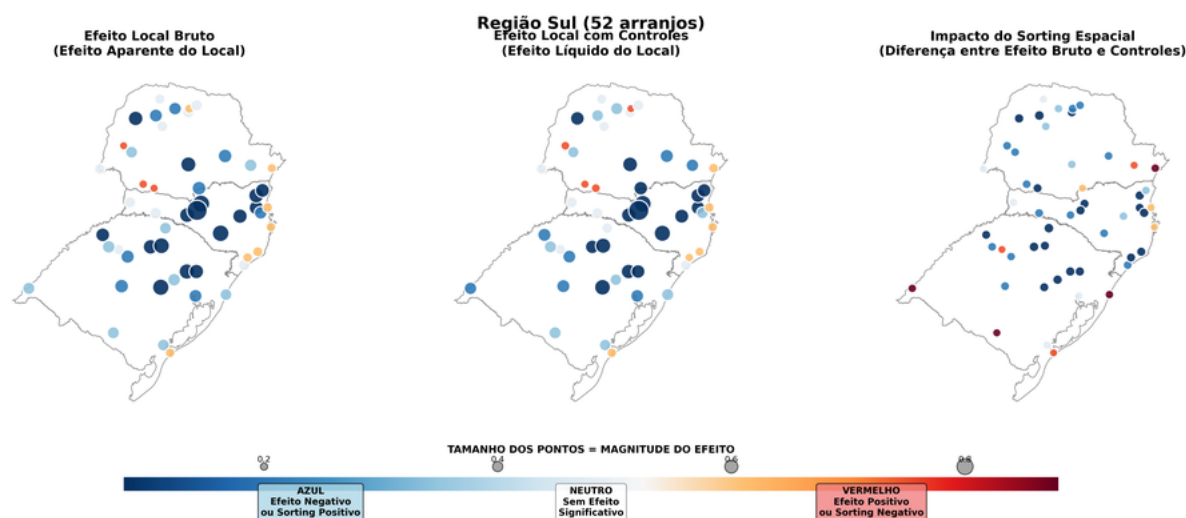 Região Sul (52 arranjos)
Efeito Local Bruto
(Efeito Aparente do Local)
Efeito Local com Controles
(Efeito Líquido do Local)
Impacto do Sorting Espacial
(Diferença entre Efeito Bruto e Controles)
TAMANHO DOS PONTOS = MAGNITUDE DO EFEITO
0.2
0.4
0.6
0.8
AZUL
Efeito Negativo
ou Sorting Positivo
NEUTRO
Sem Efeito
Significativo
VERMELHO
Efeito Positivo
ou Sorting Negativo